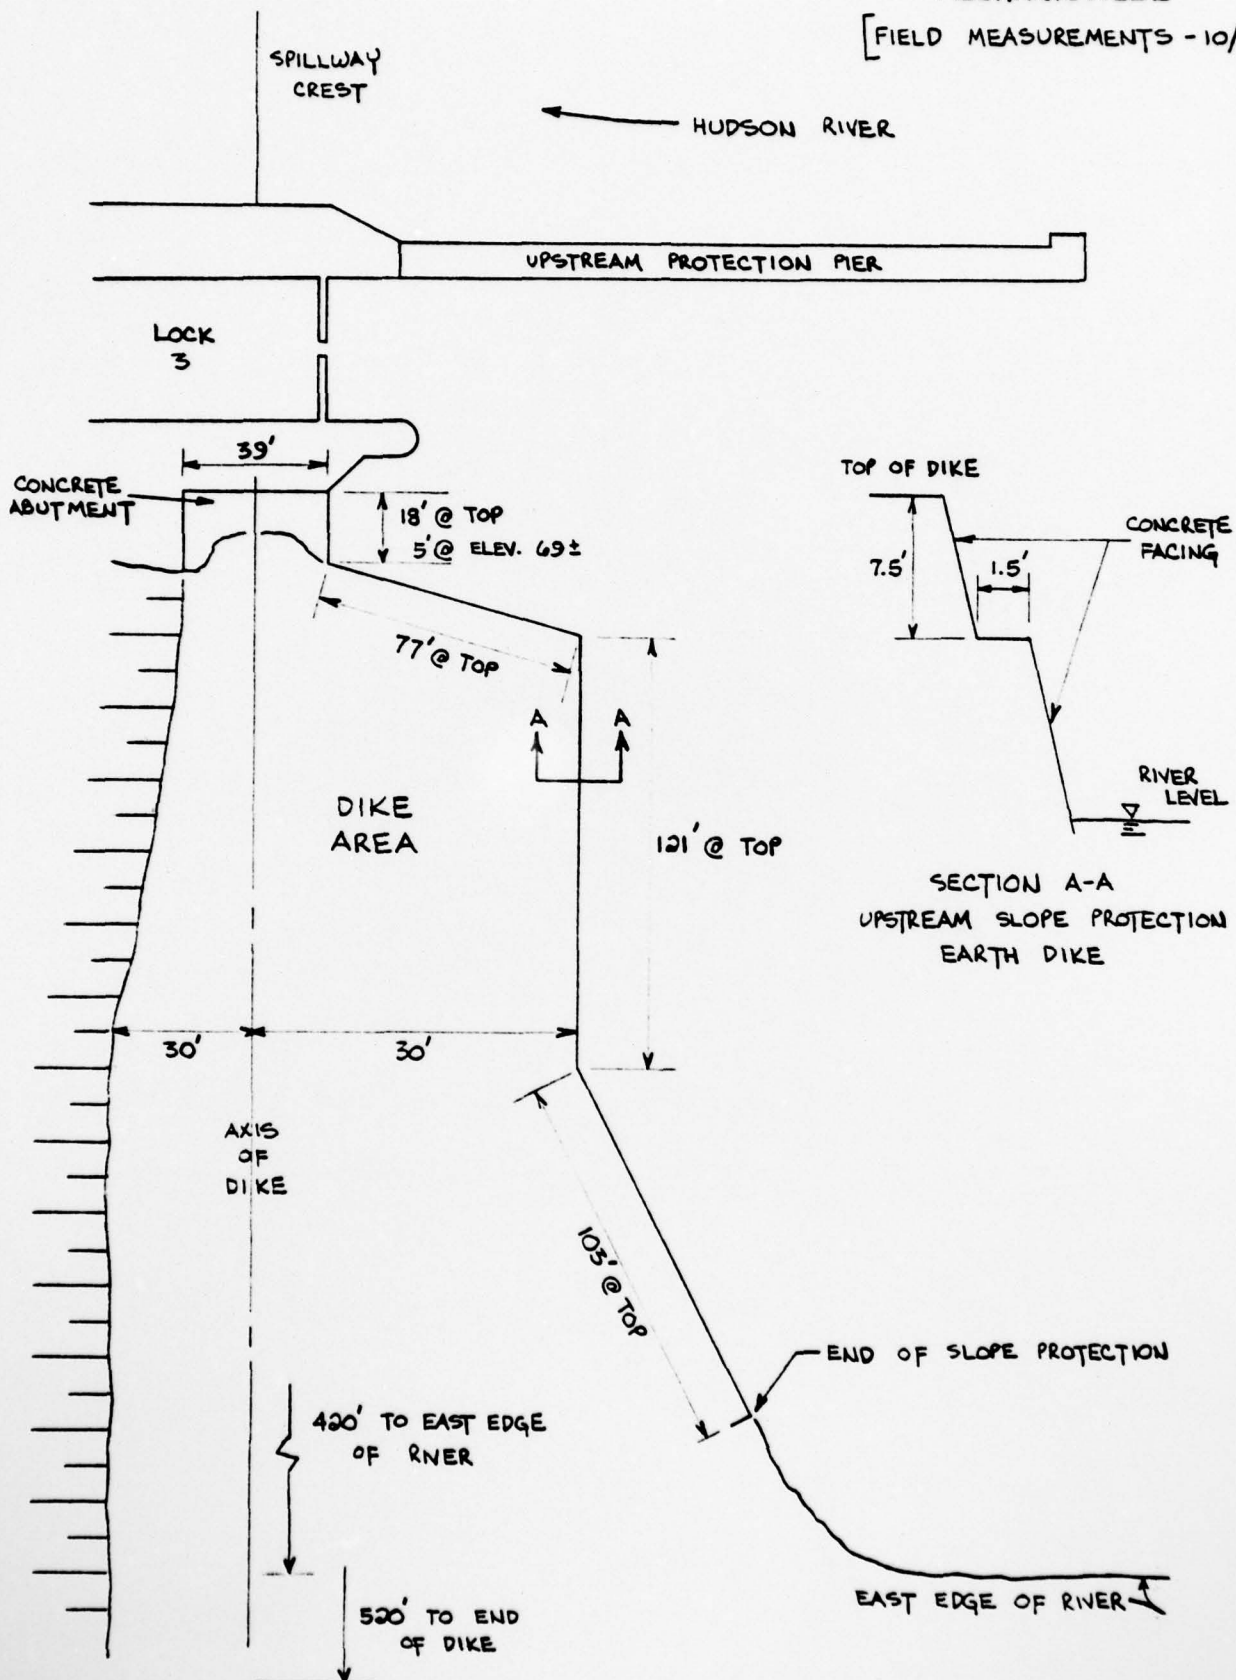 [FIELD MEASUREMENTS - 10/
SPILLWAY
CREST
HUDSON RIVER
UPSTREAM PROTECTION PIER
LOCK
3
39'
CONCRETE
ABUTMENT
18' @ TOP
5' @ ELEV. 69±
77' @ TOP
A A
DIKE
AREA
121' @ TOP
30' 30'
AXIS
OF
DIKE
103' @ TOP
END OF SLOPE PROTECTION
420' TO EAST EDGE
OF RIVER
EAST EDGE OF RIVER
520' TO END
OF DIKE
TOP OF DIKE
CONCRETE
FACING
7.5'
1.5'
RIVER
LEVEL
SECTION A-A
UPSTREAM SLOPE PROTECTION
EARTH DIKE